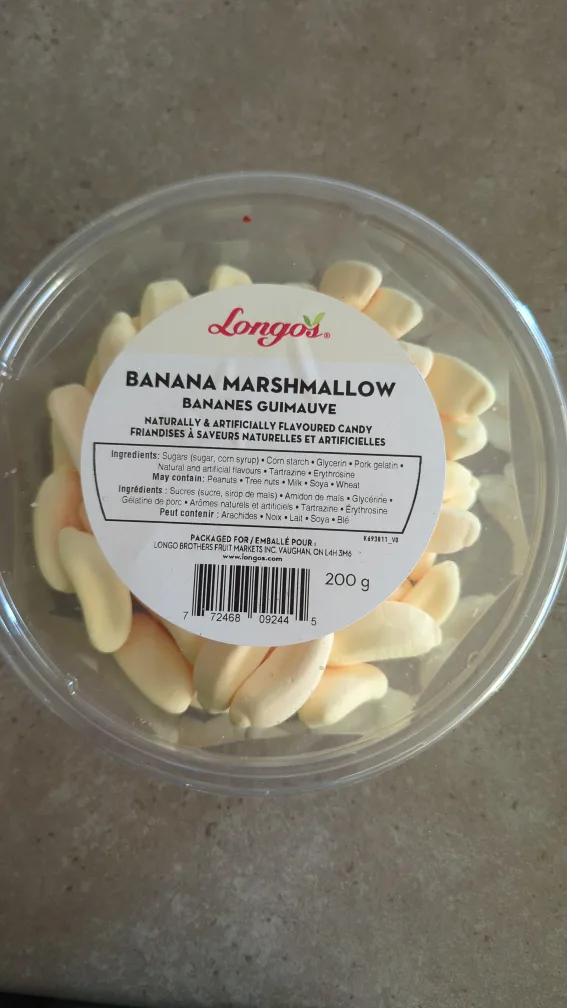 Longo's®
BANANA MARSHMALLOW
BANANES GUIMAUVE
NATURALLY & ARTIFICIALLY FLAVOURED CANDY
FRIANDISES À SAVEURS NATURELLES ET ARTIFICIELLES
Ingredients: Sugars (sugar, corn syrup) • Corn starch • Glycerin • Pork gelatin •
Natural and artificial flavours • Tartrazine • Erythrosine
May contain: Peanuts • Tree nuts • Milk • Soya • Wheat
Ingrédients : Sucres (sucre, sirop de maïs) • Amidon de maïs • Glycérine •
Gélatine de porc • Arômes naturels et artificiels • Tartrazine • Érythrosine
Peut contenir : Arachides • Noix • Lait • Soya • Blé
K693811_V0
PACKAGED FOR / EMBALLÉ POUR :
LONGO BROTHERS FRUIT MARKETS INC. VAUGHAN, ON L4H 3M6
www.longos.com
200 g
7 72468 09244 5